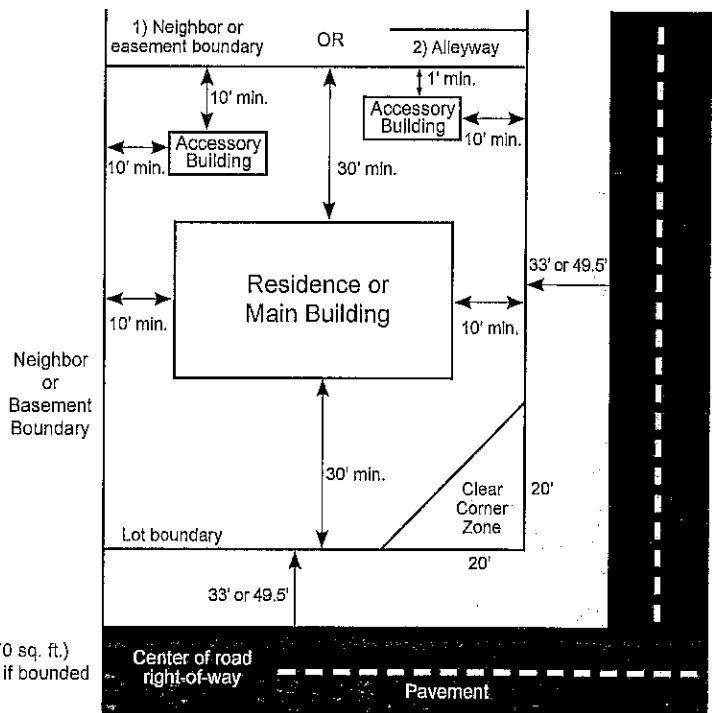 1) Neighbor or
easement boundary
OR
2) Alleyway
10' min.
1' min.
Accessory
Building
10' min.
Accessory
Building
10' min.
30' min.
33' or 49.5'
Residence or
Main Building
10' min.
10' min.
Neighbor
or
Basement
Boundary
30' min.
Clear
Corner
Zone
20'
Lot boundary
20'
33' or 49.5'
0 sq. ft.)
if bounded
Center of road
right-of-way
Pavement